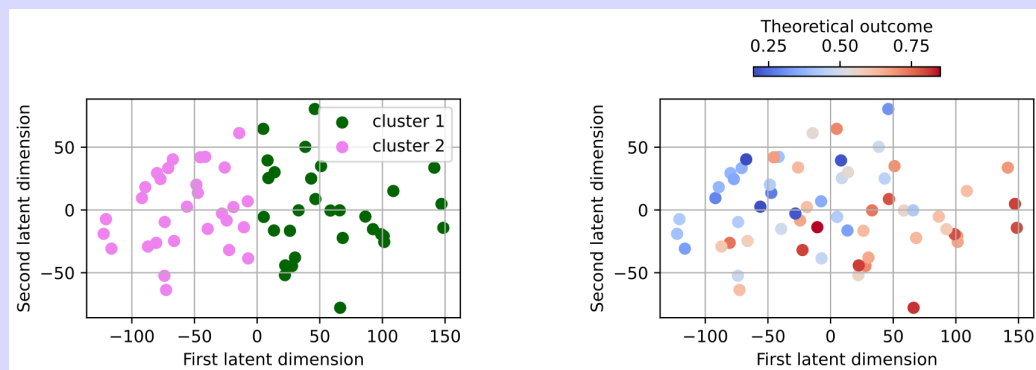 Theoretical outcome
0.25 0.50 0.75
cluster 1
cluster 2
Second latent dimension
50
0
−50
−100 −50 0 50 100 150
First latent dimension
Second latent dimension
50
0
−50
−100 −50 0 50 100 150
First latent dimension